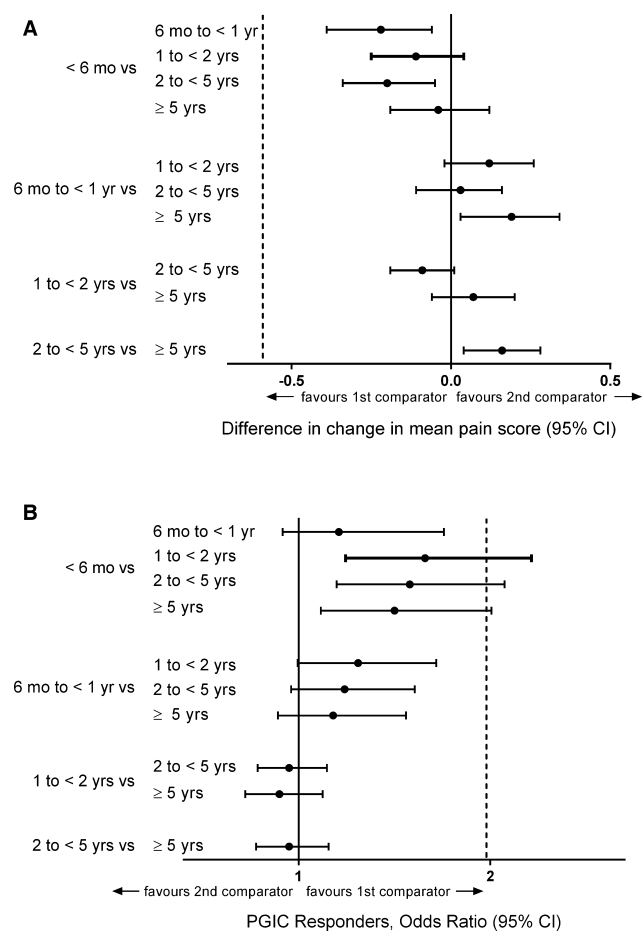 A
< 6 mo vs
6 mo to < 1 yr
1 to < 2 yrs
2 to < 5 yrs
≥ 5 yrs
6 mo to < 1 yr vs
1 to < 2 yrs
2 to < 5 yrs
≥ 5 yrs
1 to < 2 yrs vs
2 to < 5 yrs
≥ 5 yrs
2 to < 5 yrs vs
≥ 5 yrs
-0.5 0.0 0.5
favours 1st comparator favours 2nd comparator
Difference in change in mean pain score (95% CI)
B
< 6 mo vs
6 mo to < 1 yr
1 to < 2 yrs
2 to < 5 yrs
≥ 5 yrs
6 mo to < 1 yr vs
1 to < 2 yrs
2 to < 5 yrs
≥ 5 yrs
1 to < 2 yrs vs
2 to < 5 yrs
≥ 5 yrs
2 to < 5 yrs vs
≥ 5 yrs
1 2
favours 2nd comparator favours 1st comparator
PGIC Responders, Odds Ratio (95% CI)